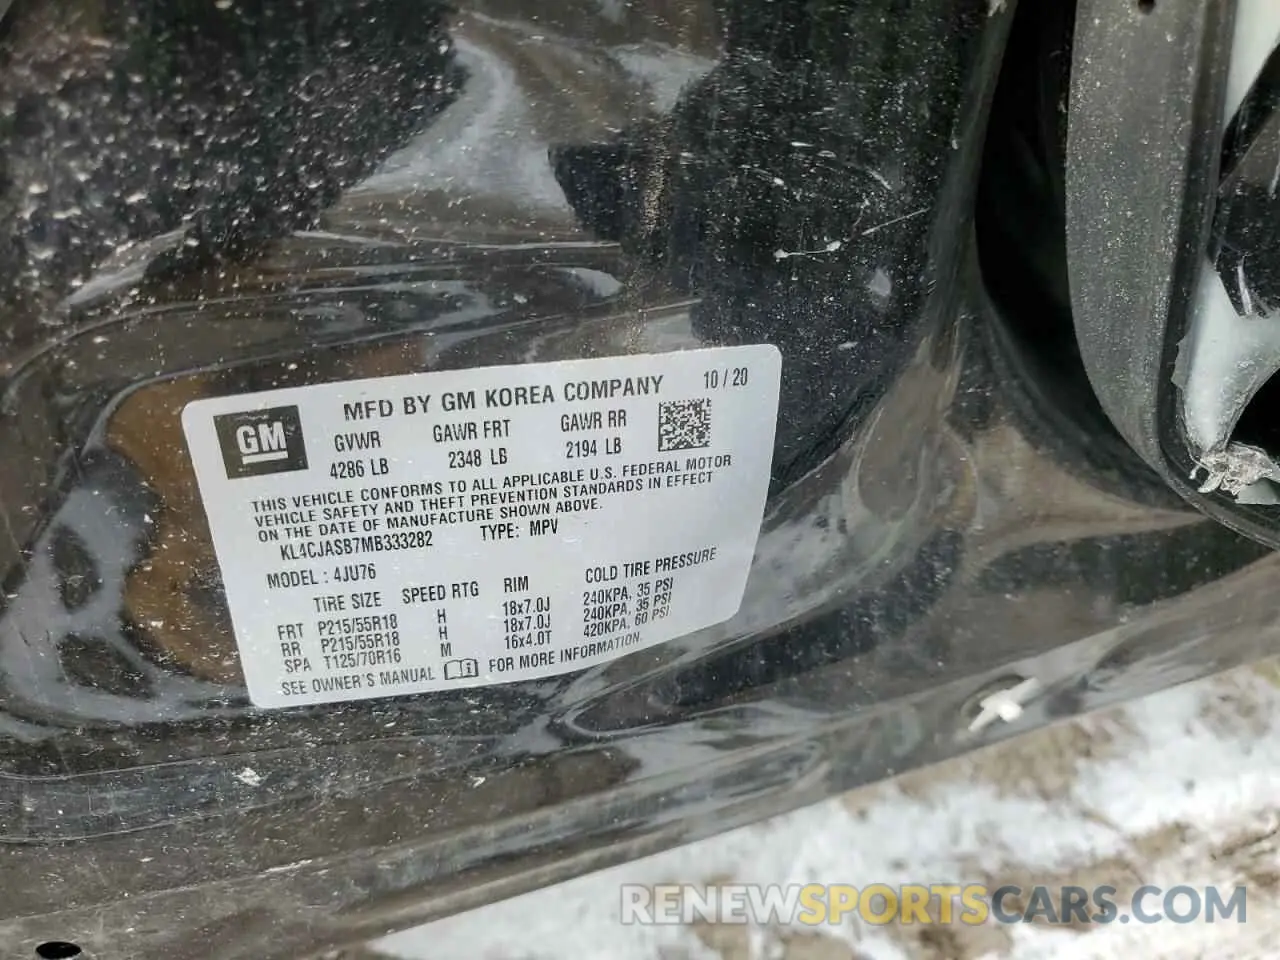 GM
MFD BY GM KOREA COMPANY 10 / 20
GVWR GAWR FRT GAWR RR
4286 LB 2348 LB 2194 LB
THIS VEHICLE CONFORMS TO ALL APPLICABLE U.S. FEDERAL MOTOR
VEHICLE SAFETY AND THEFT PREVENTION STANDARDS IN EFFECT
ON THE DATE OF MANUFACTURE SHOWN ABOVE.
KL4CJASB7MB333282 TYPE: MPV
MODEL : 4JU76
TIRE SIZE SPEED RTG RIM COLD TIRE PRESSURE
FRT P215/55R18 H 18x7.0J 240KPA, 35 PSI
RR P215/55R18 H 18x7.0J 240KPA, 35 PSI
SPA T125/70R16 M 16x4.0T 420KPA, 60 PSI
SEE OWNER'S MANUAL FOR MORE INFORMATION.
RENEWSPORTSCARS.COM